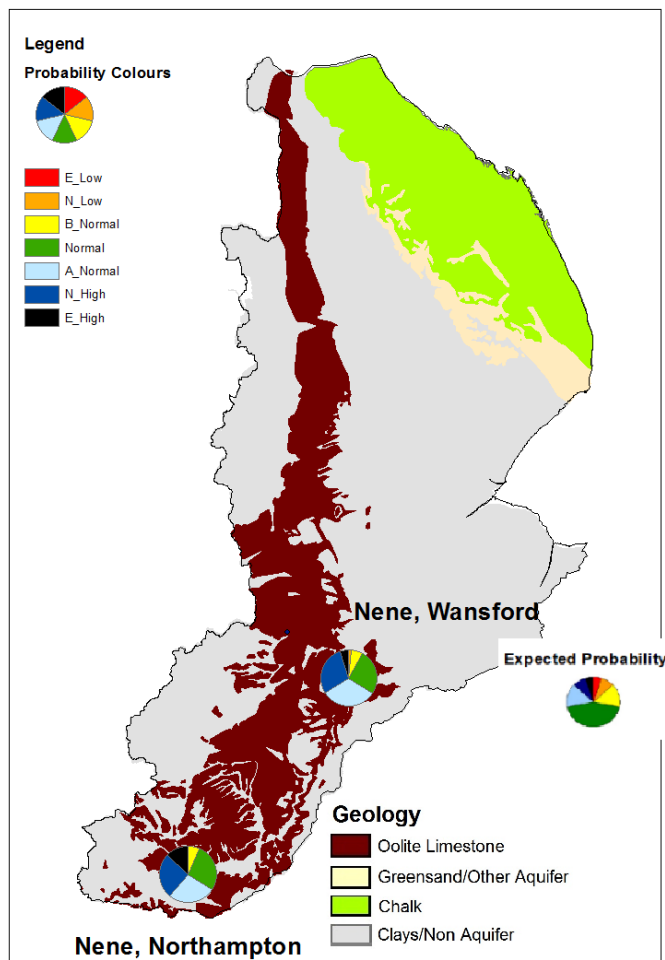 Legend
Probability Colours
E_Low
N_Low
B_Normal
Normal
A_Normal
N_High
E_High
Nene, Wansford
Expected Probability
Geology
Oolite Limestone
Greensand/Other Aquifer
Chalk
Clays/Non Aquifer
Nene, Northampton